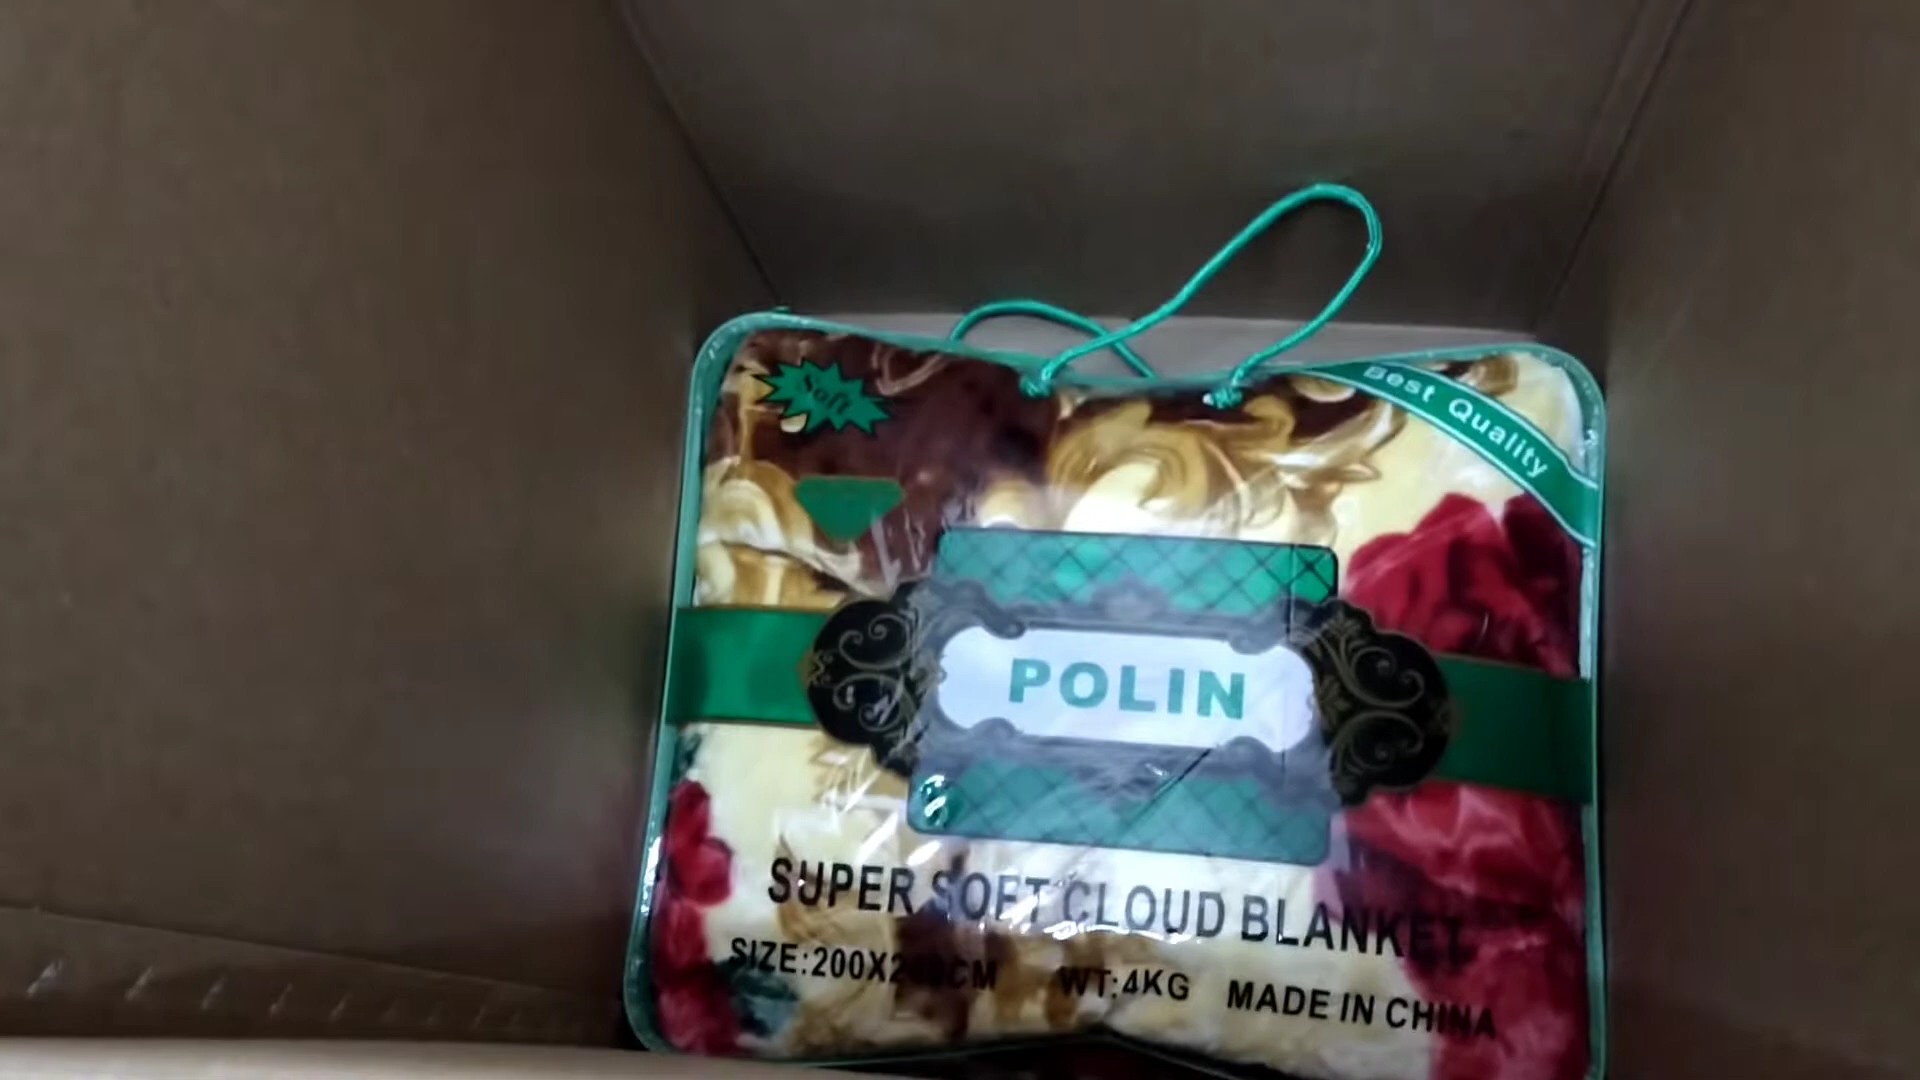 Soft
Best Quality
POLIN
SUPER SOFT CLOUD BLANKET
WT:4KG MADE IN CHINA